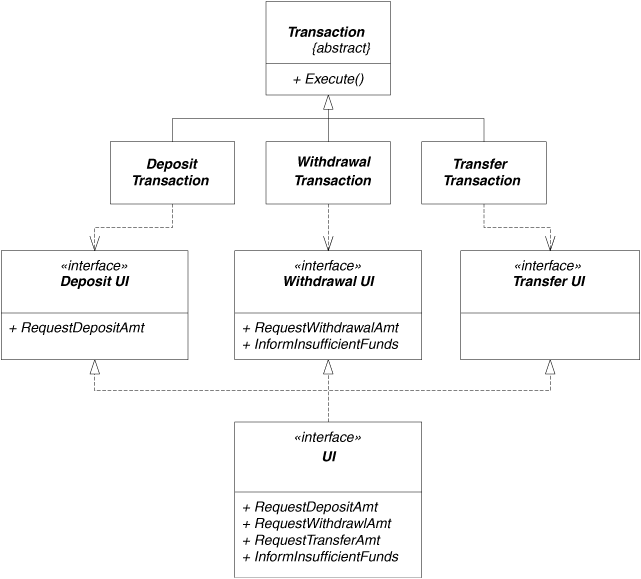 Transaction
{abstract}
+ Execute()
Deposit
Transaction
Withdrawal
Transaction
Transfer
Transaction
«interface»
Deposit UI
+ RequestDepositAmt
«interface»
Withdrawal UI
+ RequestWithdrawalAmt
+ InformInsufficientFunds
«interface»
Transfer UI
«interface»
UI
+ RequestDepositAmt
+ RequestWithdrawlAmt
+ RequestTransferAmt
+ InformInsufficientFunds